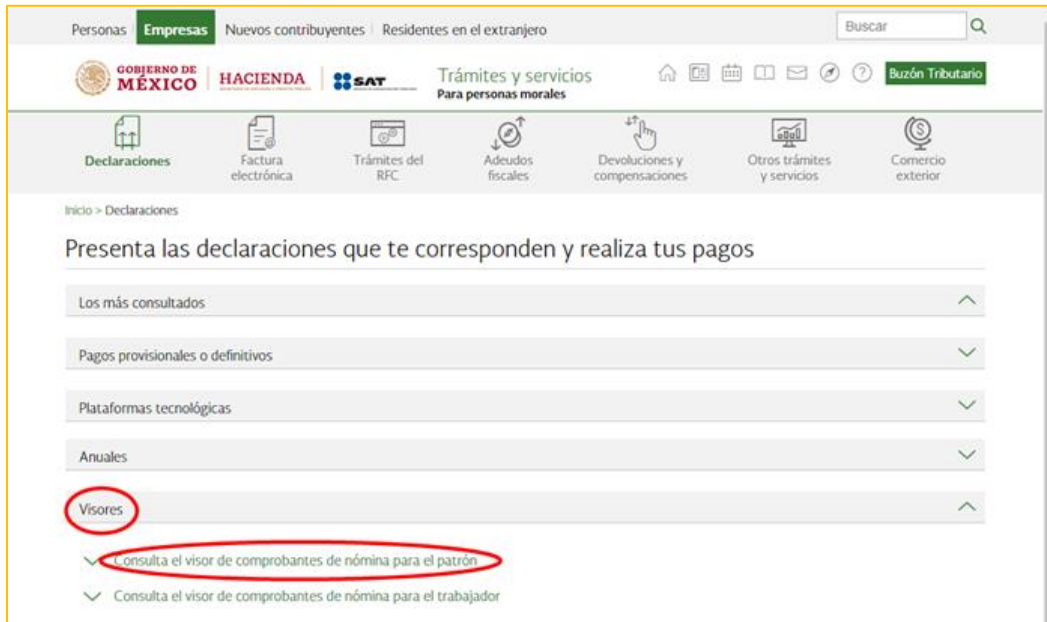 Personas Empresas Nuevos contribuyentes Residentes en el extranjero Buscar
GOBIERNO DE MÉXICO HACIENDA SAT Trámites y servicios Buzón Tributario
Para personas morales
Declaraciones Factura electrónica Trámites del RFC Adeudos fiscales Devoluciones y compensaciones Otros trámites y servicios Comercio exterior
Inicio > Declaraciones
Presenta las declaraciones que te corresponden y realiza tus pagos
Los más consultados
Pagos provisionales o definitivos
Plataformas tecnológicas
Anuales
Visores
Consulta el visor de comprobantes de nómina para el patrón
Consulta el visor de comprobantes de nómina para el trabajador